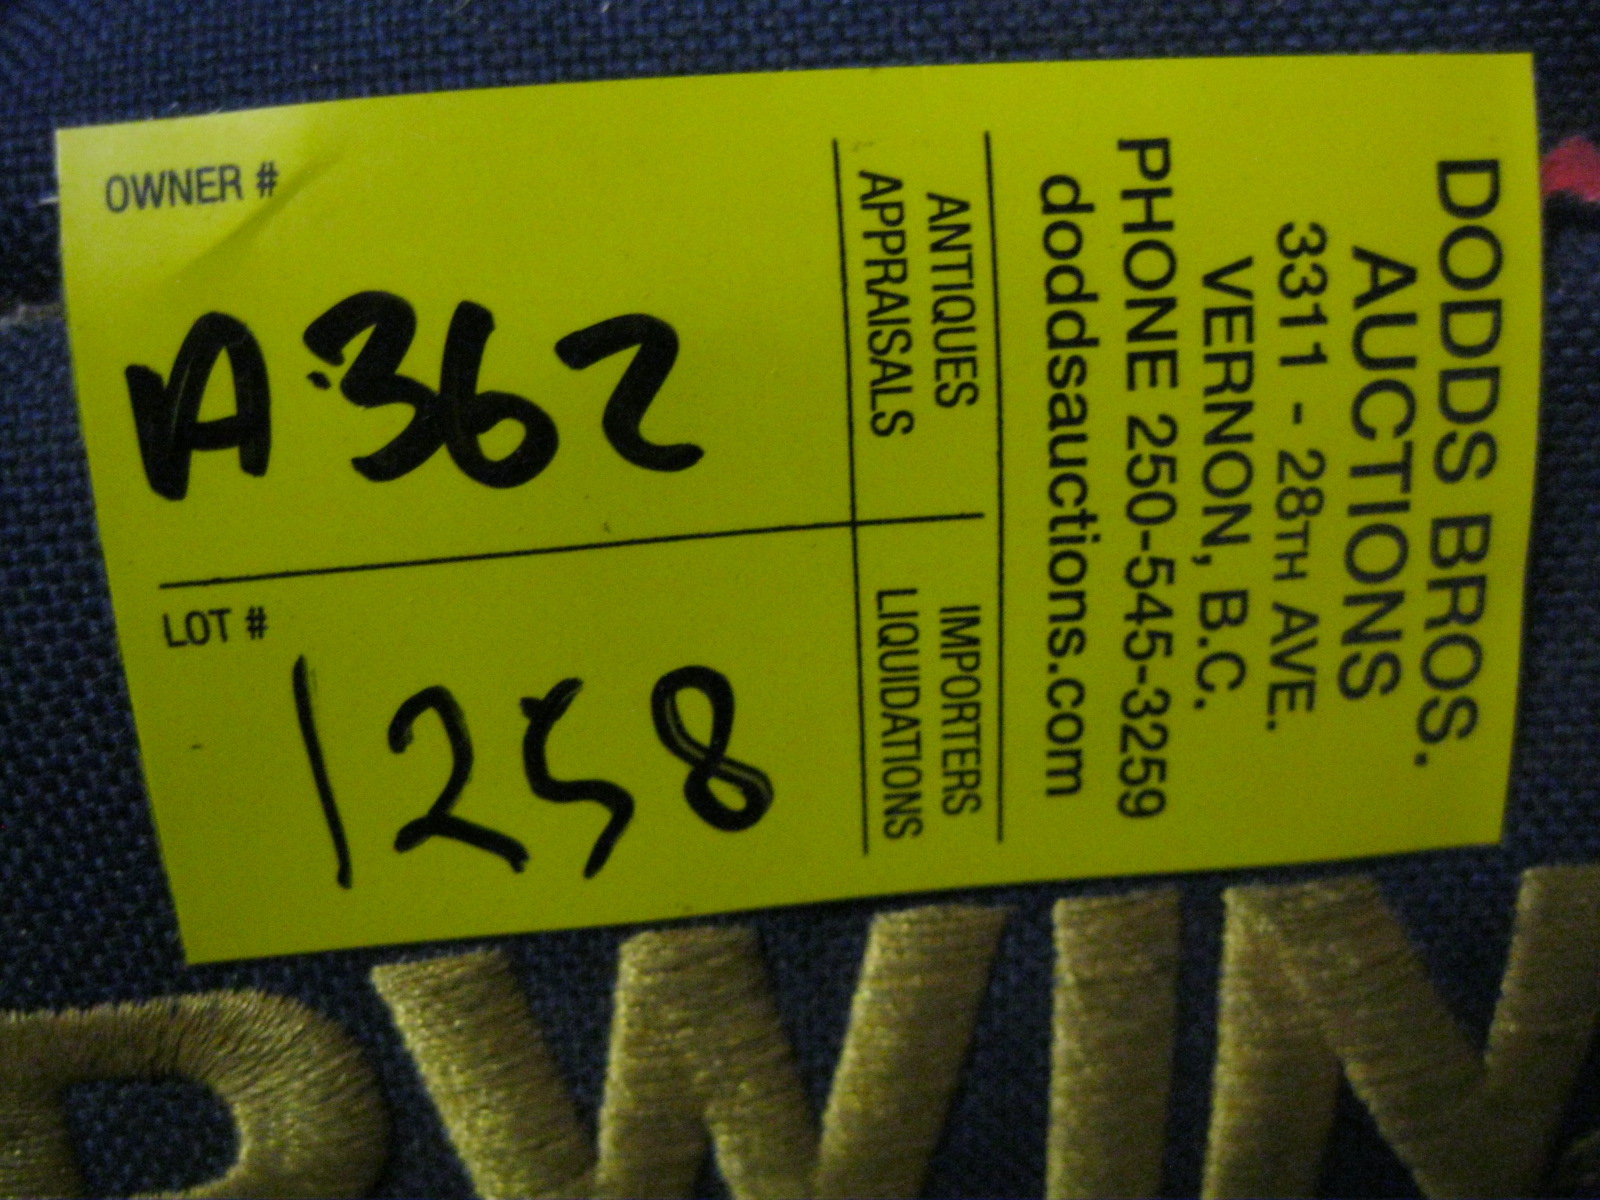 OWNER #
A362
LOT #
1258
ANTIQUES
APPRAISALS
IMPORTERS
LIQUIDATIONS
DODDS BROS.
AUCTIONS
3311 - 28TH AVE.
VERNON, B.C.
PHONE 250-545-3259
doddsauctions.com